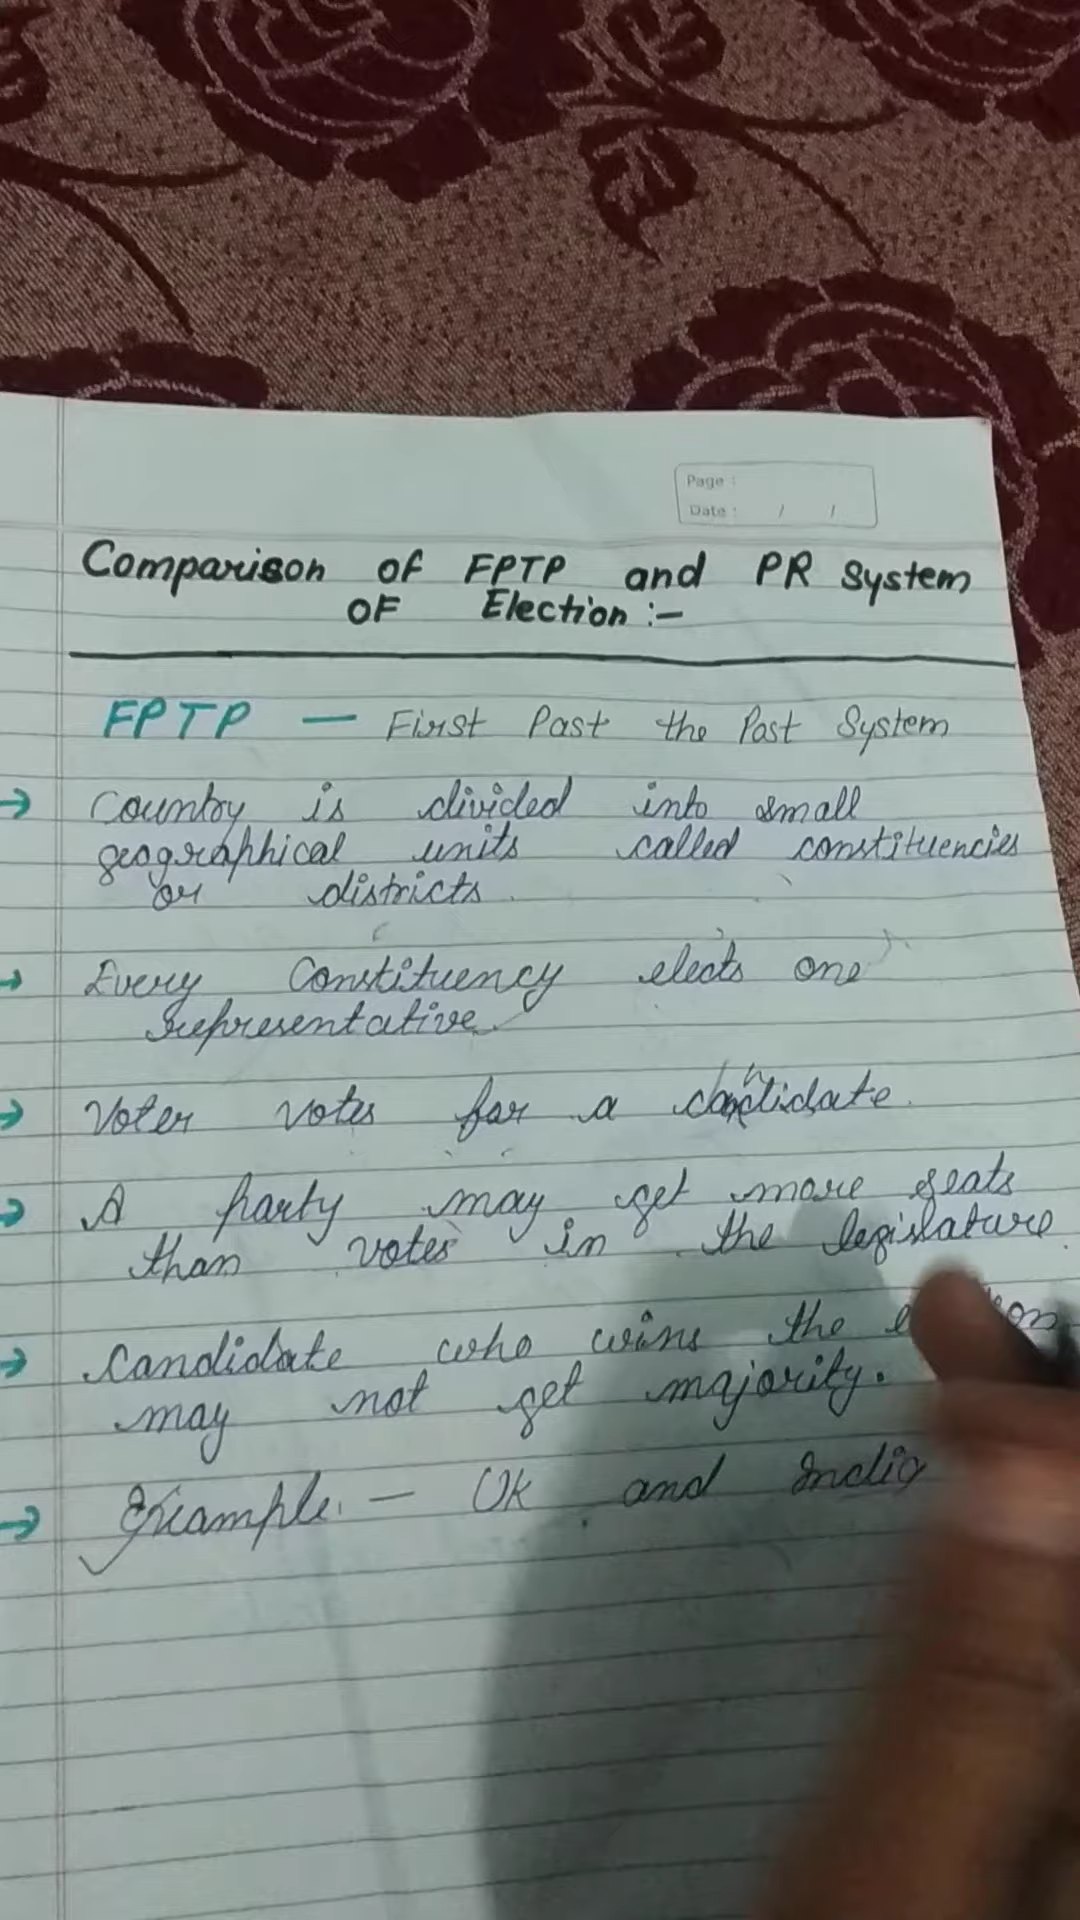 Page :
Date : / /
Comparison of FPTP and PR System
OF Election :-
FPTP — First Past the Post System
→ Country is divided into small
geographical units called constituencies
or districts.
→ Every Constituency elects one
representative
→ Voter votes for a candidate.
→ A party may get more seats
than votes in the legislature.
→ Candidate who wins the
may not get majority.
→ Example. — UK and India